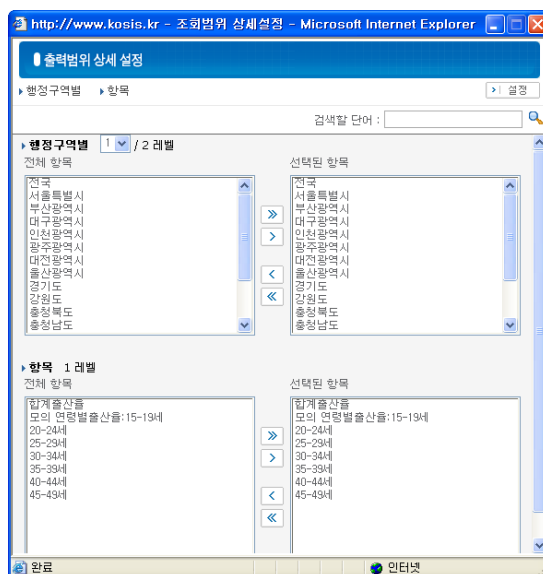 http://www.kosis.kr - 조회범위 상세설정 - Microsoft Internet Explorer
출력범위 상세 설정
행정구역별 항목 설정
검색할 단어 :
행정구역별 1 / 2 레벨
전체 항목 선택된 항목
전국 전국
서울특별시 서울특별시
부산광역시 부산광역시
대구광역시 대구광역시
인천광역시 인천광역시
광주광역시 광주광역시
대전광역시 대전광역시
울산광역시 울산광역시
경기도 경기도
강원도 강원도
충청북도 충청북도
충청남도 충청남도
항목 1 레벨
전체 항목 선택된 항목
합계출산율 합계출산율
모의 연령별출산율:15-19세 모의 연령별출산율:15-19세
20-24세 20-24세
25-29세 25-29세
30-34세 30-34세
35-39세 35-39세
40-44세 40-44세
45-49세 45-49세
완료 인터넷